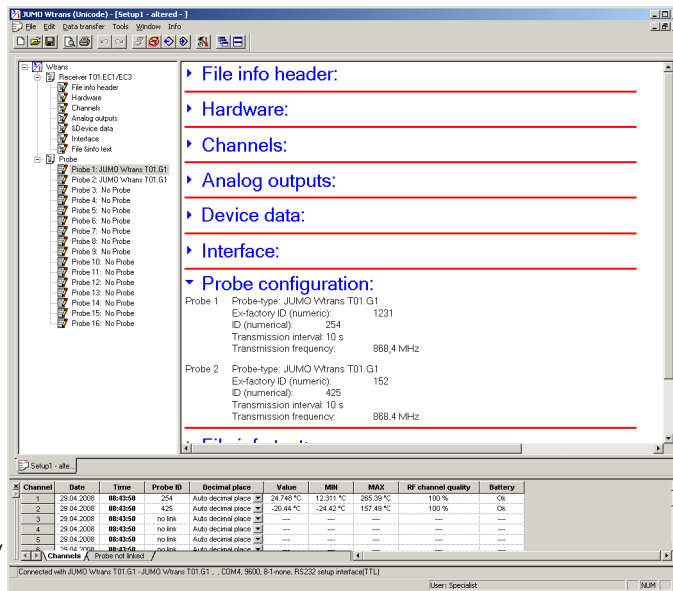 JUMO Wtrans (Unicode) - [Setup1 - altered - ]
File Edit Data transfer Tools Window Info
Wtrans
Receiver T01.EC1/EC3
File info header
Hardware
Channels
Analog outputs
&Device data
Interface
File &info text
Probe
Probe 1: JUMO Wtrans T01.G1
Probe 2: JUMO Wtrans T01.G1
Probe 3: No Probe
Probe 4: No Probe
Probe 5: No Probe
Probe 6: No Probe
Probe 7: No Probe
Probe 8: No Probe
Probe 9: No Probe
Probe 10: No Probe
Probe 11: No Probe
Probe 12: No Probe
Probe 13: No Probe
Probe 14: No Probe
Probe 15: No Probe
Probe 16: No Probe
File info header:
Hardware:
Channels:
Analog outputs:
Device data:
Interface:
Probe configuration:
Probe 1 Probe-type: JUMO Wtrans T01.G1
Ex-factory ID (numeric): 1231
ID (numerical): 254
Transmission interval: 10 s
Transmission frequency: 868,4 MHz
Probe 2 Probe-type: JUMO Wtrans T01.G1
Ex-factory ID (numeric): 152
ID (numerical): 425
Transmission interval: 10 s
Transmission frequency: 868,4 MHz
Setup1 - alte...
Channel Date Time Probe ID Decimal place Value MIN MAX RF channel quality Battery
1 29.04.2008 08:43:50 254 Auto decimal place 24.748 °C 12.311 °C 265.39 °C 100 % Ok
2 29.04.2008 08:43:50 425 Auto decimal place -20.44 °C -24.42 °C 157.49 °C 100 % Ok
3 29.04.2008 08:43:50 no link Auto decimal place --- --- --- --- ---
4 29.04.2008 08:43:50 no link Auto decimal place --- --- --- --- ---
5 29.04.2008 08:43:50 no link Auto decimal place --- --- --- --- ---
6 29.04.2008 08:43:50 no link Auto decimal place --- --- --- --- ---
Channels Probe not linked
Connected with JUMO Wtrans T01.G1 - JUMO Wtrans T01.G1 , , COM4, 9600, 8-1-none, RS232 setup interface(TTL)
User: Specialist NUM